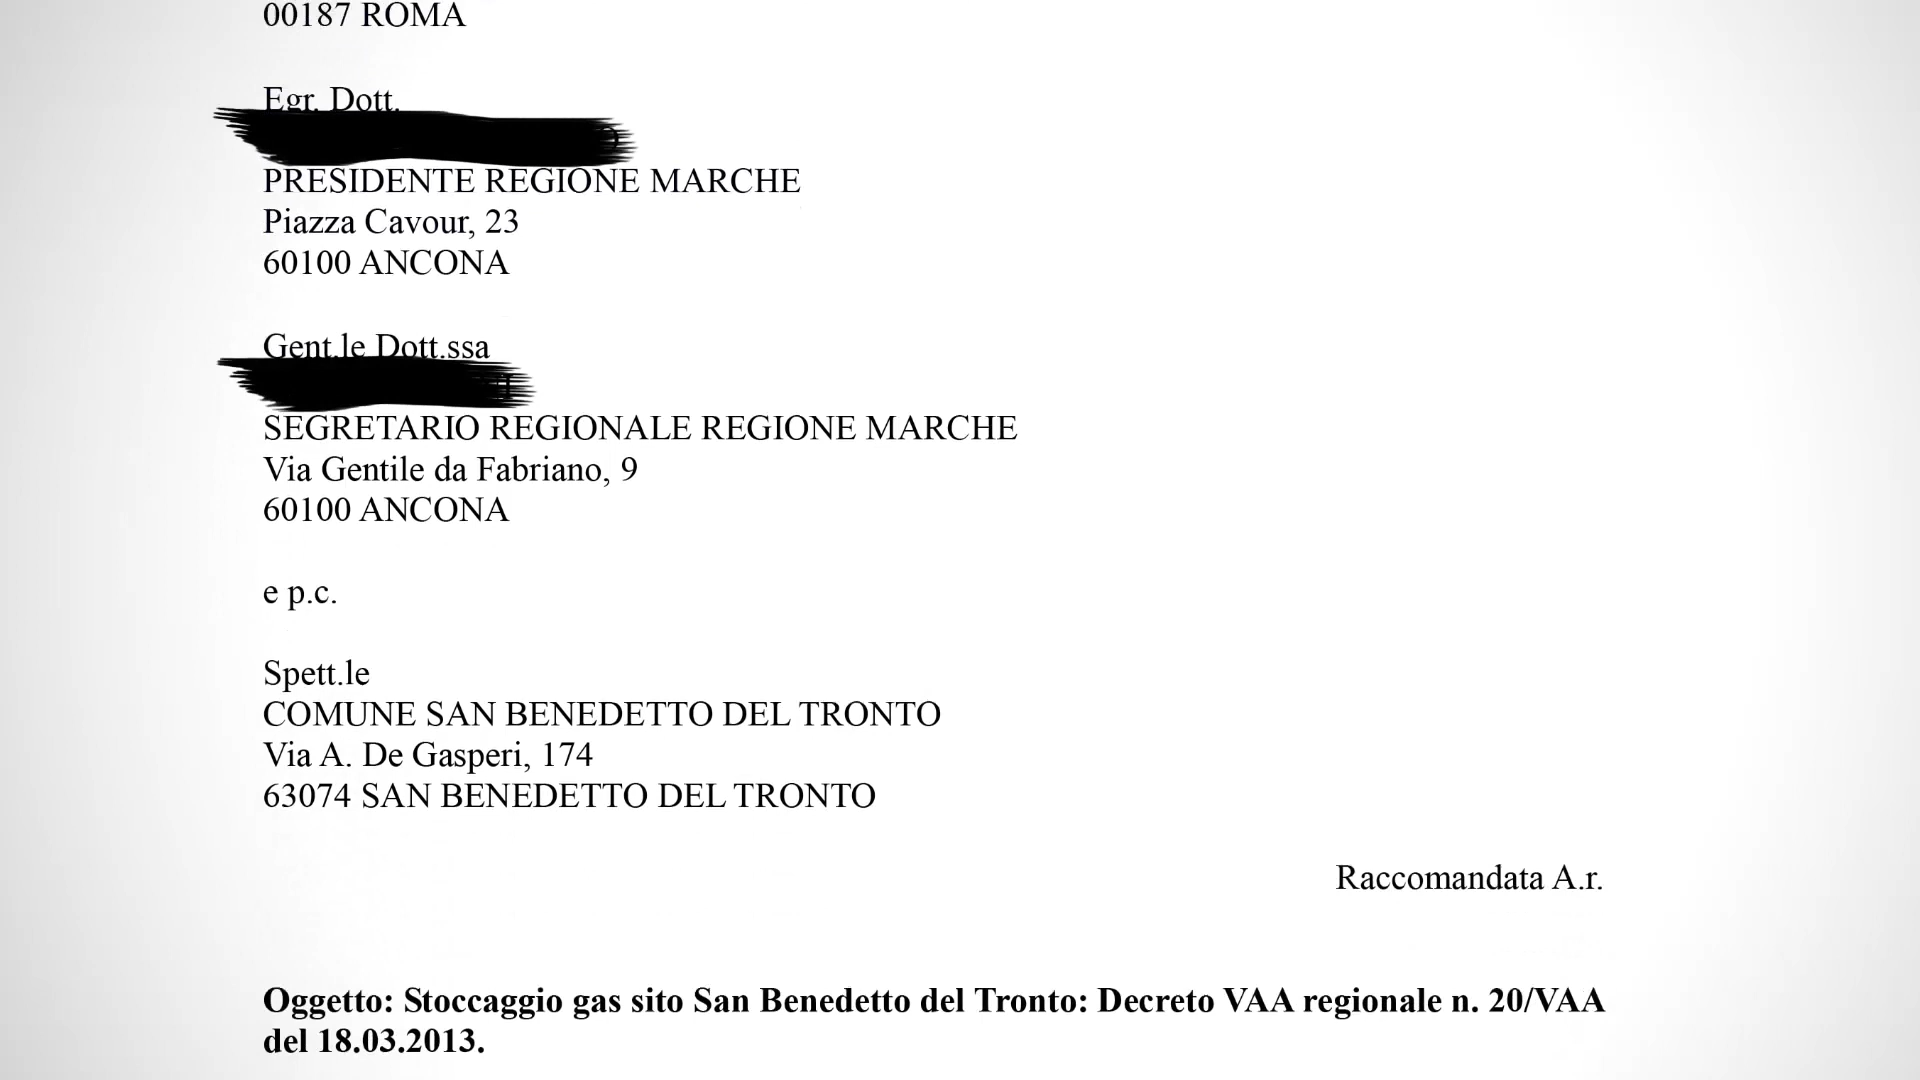 00187 ROMA
Egr. Dott.
PRESIDENTE REGIONE MARCHE
Piazza Cavour, 23
60100 ANCONA
Gent.le Dott.ssa
SEGRETARIO REGIONALE REGIONE MARCHE
Via Gentile da Fabriano, 9
60100 ANCONA
e p.c.
Spett.le
COMUNE SAN BENEDETTO DEL TRONTO
Via A. De Gasperi, 174
63074 SAN BENEDETTO DEL TRONTO
Raccomandata A.r.
Oggetto: Stoccaggio gas sito San Benedetto del Tronto: Decreto VAA regionale n. 20/VAA
del 18.03.2013.